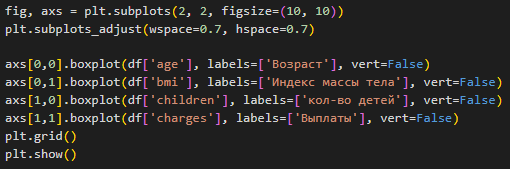 fig, axs = plt.subplots(2, 2, figsize=(10, 10))
plt.subplots_adjust(wspace=0.7, hspace=0.7)
axs[0,0].boxplot(df['age'], labels=['Возраст'], vert=False)
axs[0,1].boxplot(df['bmi'], labels=['Индекс массы тела'], vert=False)
axs[1,0].boxplot(df['children'], labels=['кол-во детей'], vert=False)
axs[1,1].boxplot(df['charges'], labels=['Выплаты'], vert=False)
plt.grid()
plt.show()